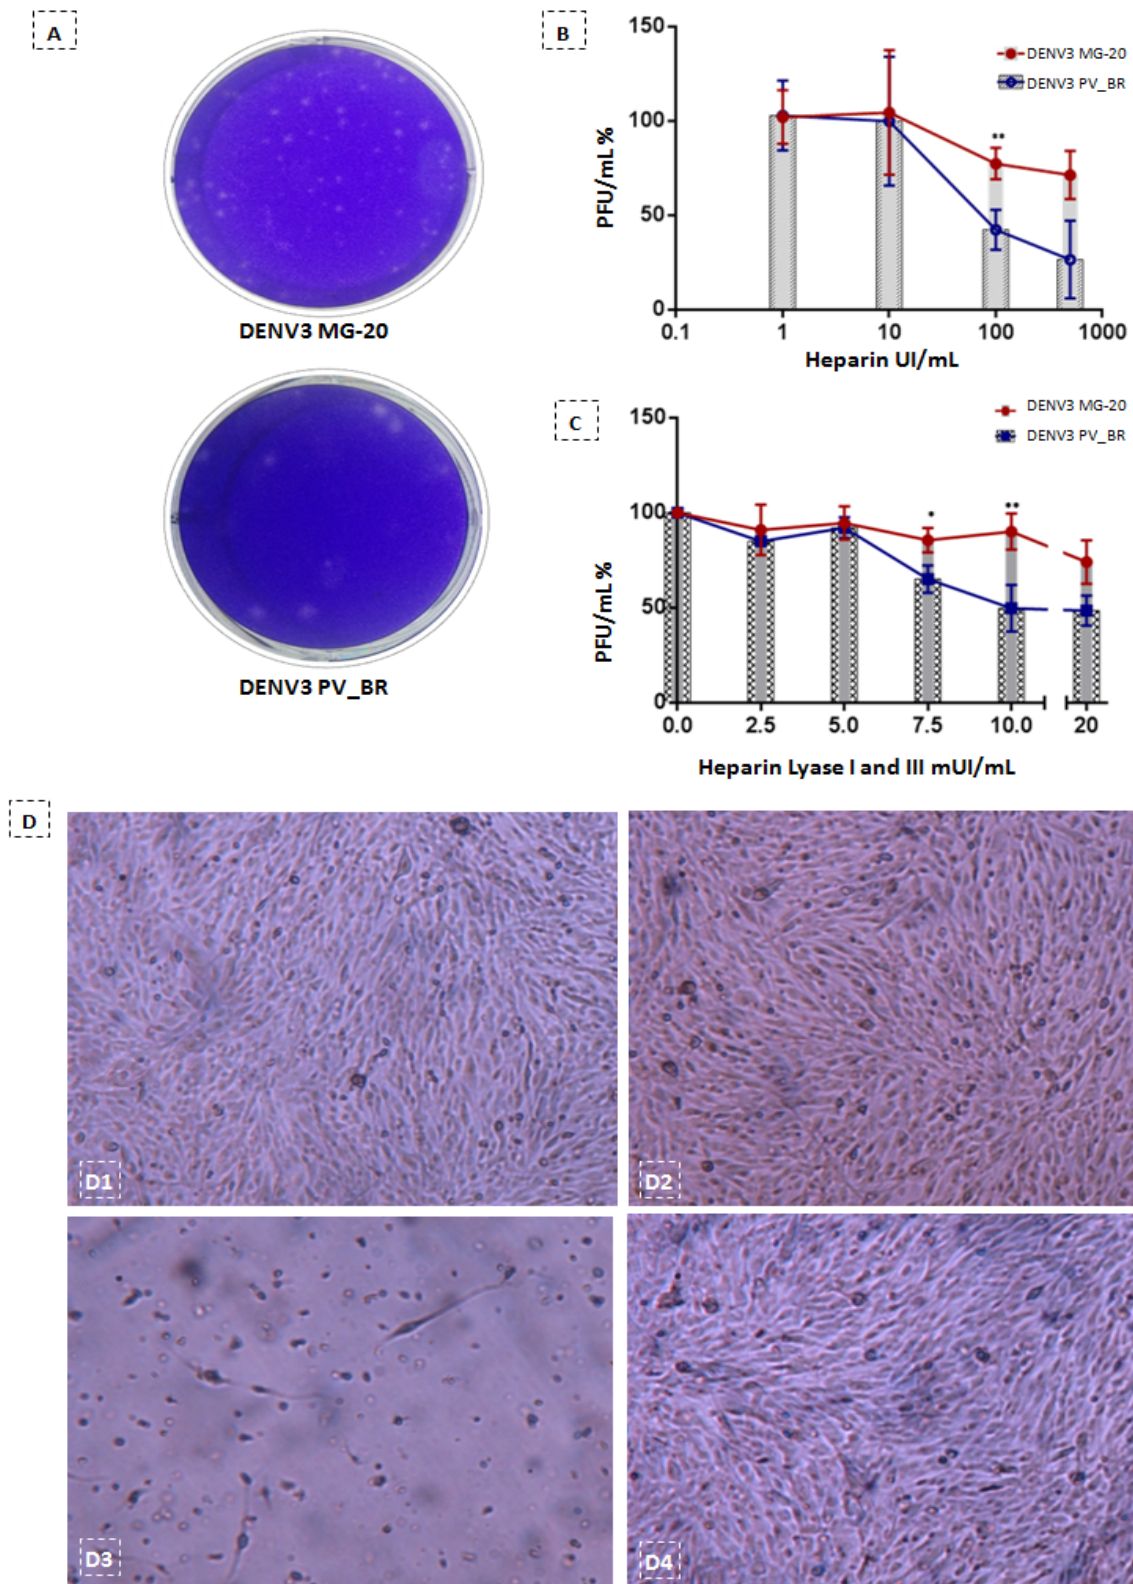 A
DENV3 MG-20
DENV3 PV_BR
B
150
100
50
0
PFU/mL %
0.1 1 10 100 1000
Heparin UI/mL
DENV3 MG-20
DENV3 PV_BR
**
C
150
100
50
0
PFU/mL %
0.0 2.5 5.0 7.5 10.0 20
Heparin Lyase I and III mUI/mL
DENV3 MG-20
DENV3 PV_BR
*
**
D
D1
D2
D3
D4